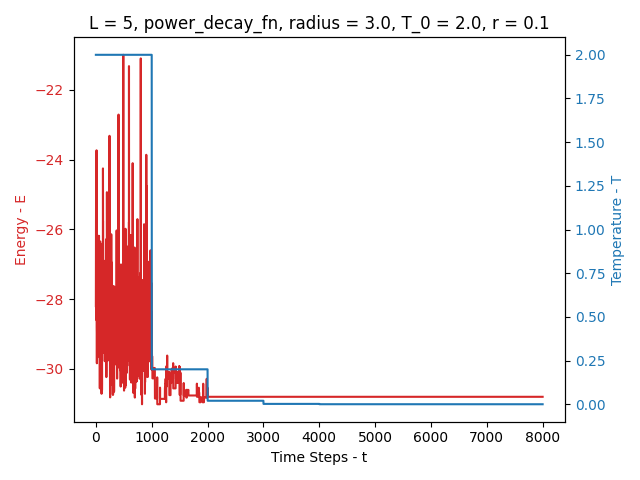 L = 5, power_decay_fn, radius = 3.0, T_0 = 2.0, r = 0.1
Energy - E
−22
−24
−26
−28
−30
2.00
1.75
1.50
1.25
1.00
0.75
0.50
0.25
0.00
Temperature - T
0 1000 2000 3000 4000 5000 6000 7000 8000
Time Steps - t